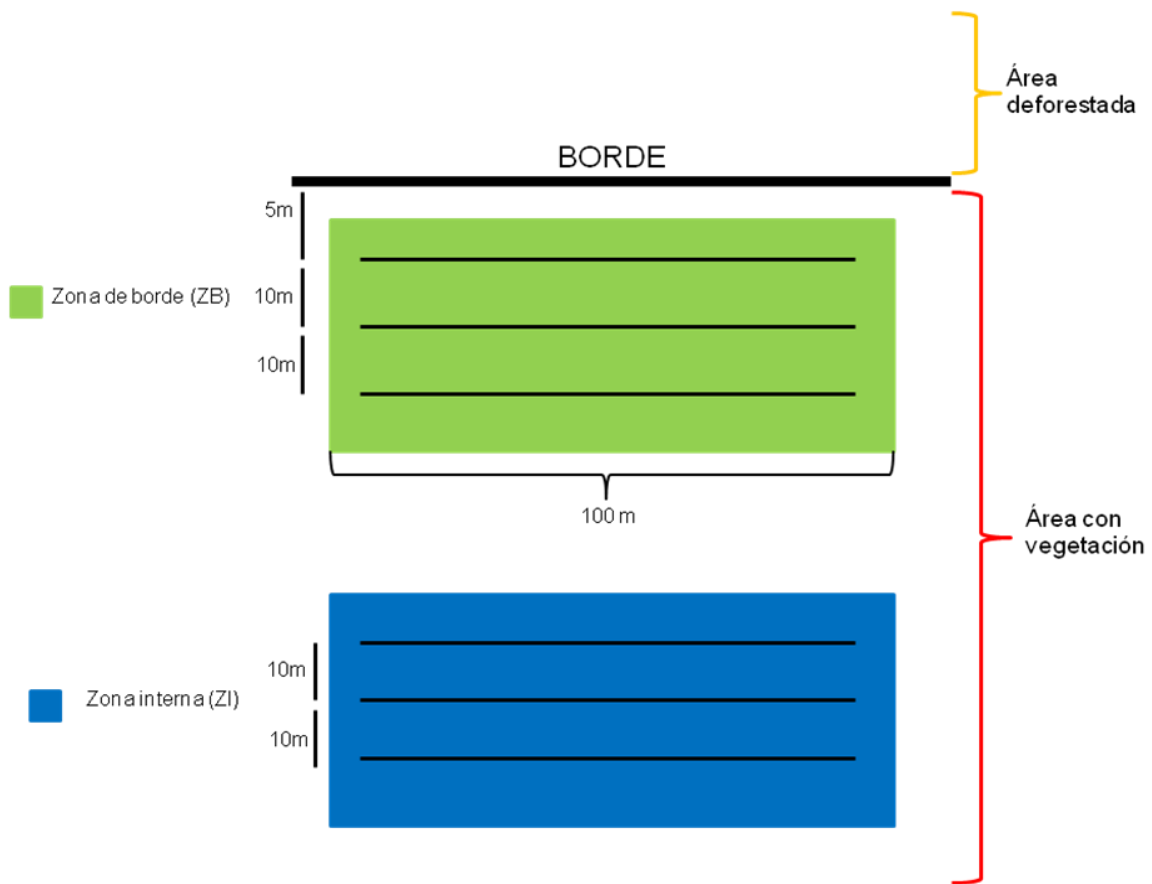 Área
deforestada
BORDE
5m
Zona de borde (ZB)
10m
10m
100 m
Área con
vegetación
10m
Zona interna (ZI)
10m